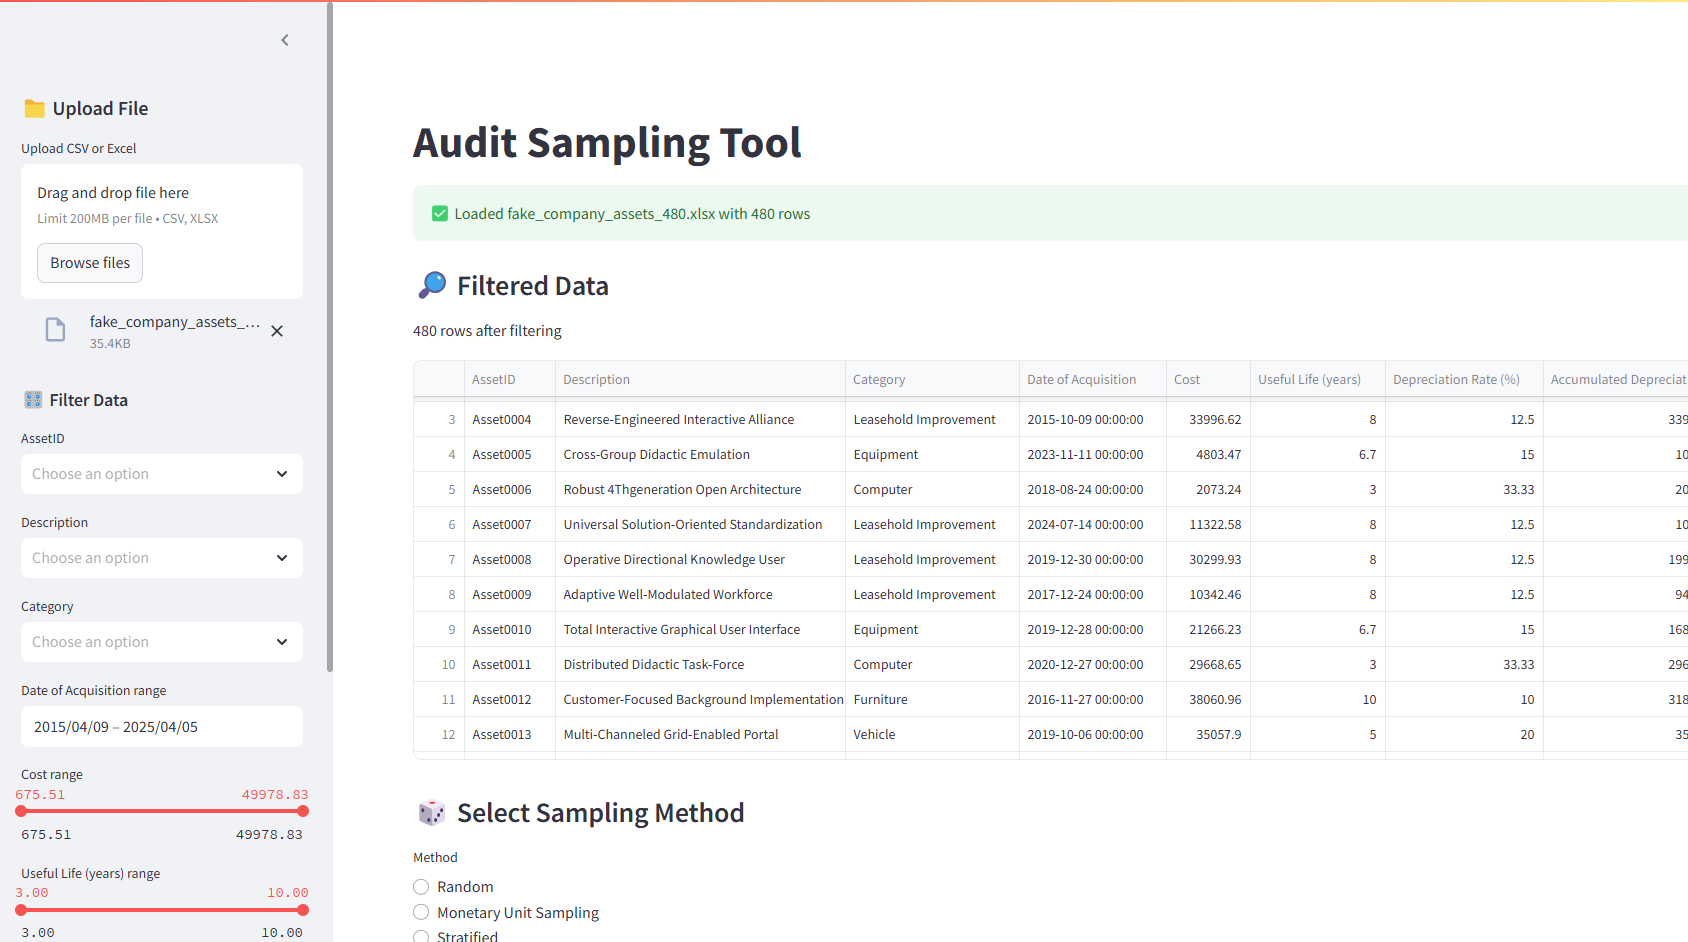 Upload File
Upload CSV or Excel
Drag and drop file here
Limit 200MB per file • CSV, XLSX
Browse files
fake_company_assets_...
35.4KB
Filter Data
AssetID
Choose an option
Description
Choose an option
Category
Choose an option
Date of Acquisition range
2015/04/09 – 2025/04/05
Cost range
675.51 49978.83
675.51 49978.83
Useful Life (years) range
3.00 10.00
3.00 10.00
Audit Sampling Tool
Loaded fake_company_assets_480.xlsx with 480 rows
Filtered Data
480 rows after filtering
AssetID Description Category Date of Acquisition Cost Useful Life (years) Depreciation Rate (%) Accumulated Depreciat
3 Asset0004 Reverse-Engineered Interactive Alliance Leasehold Improvement 2015-10-09 00:00:00 33996.62 8 12.5 339
4 Asset0005 Cross-Group Didactic Emulation Equipment 2023-11-11 00:00:00 4803.47 6.7 15 10
5 Asset0006 Robust 4Thgeneration Open Architecture Computer 2018-08-24 00:00:00 2073.24 3 33.33 20
6 Asset0007 Universal Solution-Oriented Standardization Leasehold Improvement 2024-07-14 00:00:00 11322.58 8 12.5 10
7 Asset0008 Operative Directional Knowledge User Leasehold Improvement 2019-12-30 00:00:00 30299.93 8 12.5 199
8 Asset0009 Adaptive Well-Modulated Workforce Leasehold Improvement 2017-12-24 00:00:00 10342.46 8 12.5 94
9 Asset0010 Total Interactive Graphical User Interface Equipment 2019-12-28 00:00:00 21266.23 6.7 15 168
10 Asset0011 Distributed Didactic Task-Force Computer 2020-12-27 00:00:00 29668.65 3 33.33 296
11 Asset0012 Customer-Focused Background Implementation Furniture 2016-11-27 00:00:00 38060.96 10 10 318
12 Asset0013 Multi-Channeled Grid-Enabled Portal Vehicle 2019-10-06 00:00:00 35057.9 5 20 35
Select Sampling Method
Method
Random
Monetary Unit Sampling
Stratified